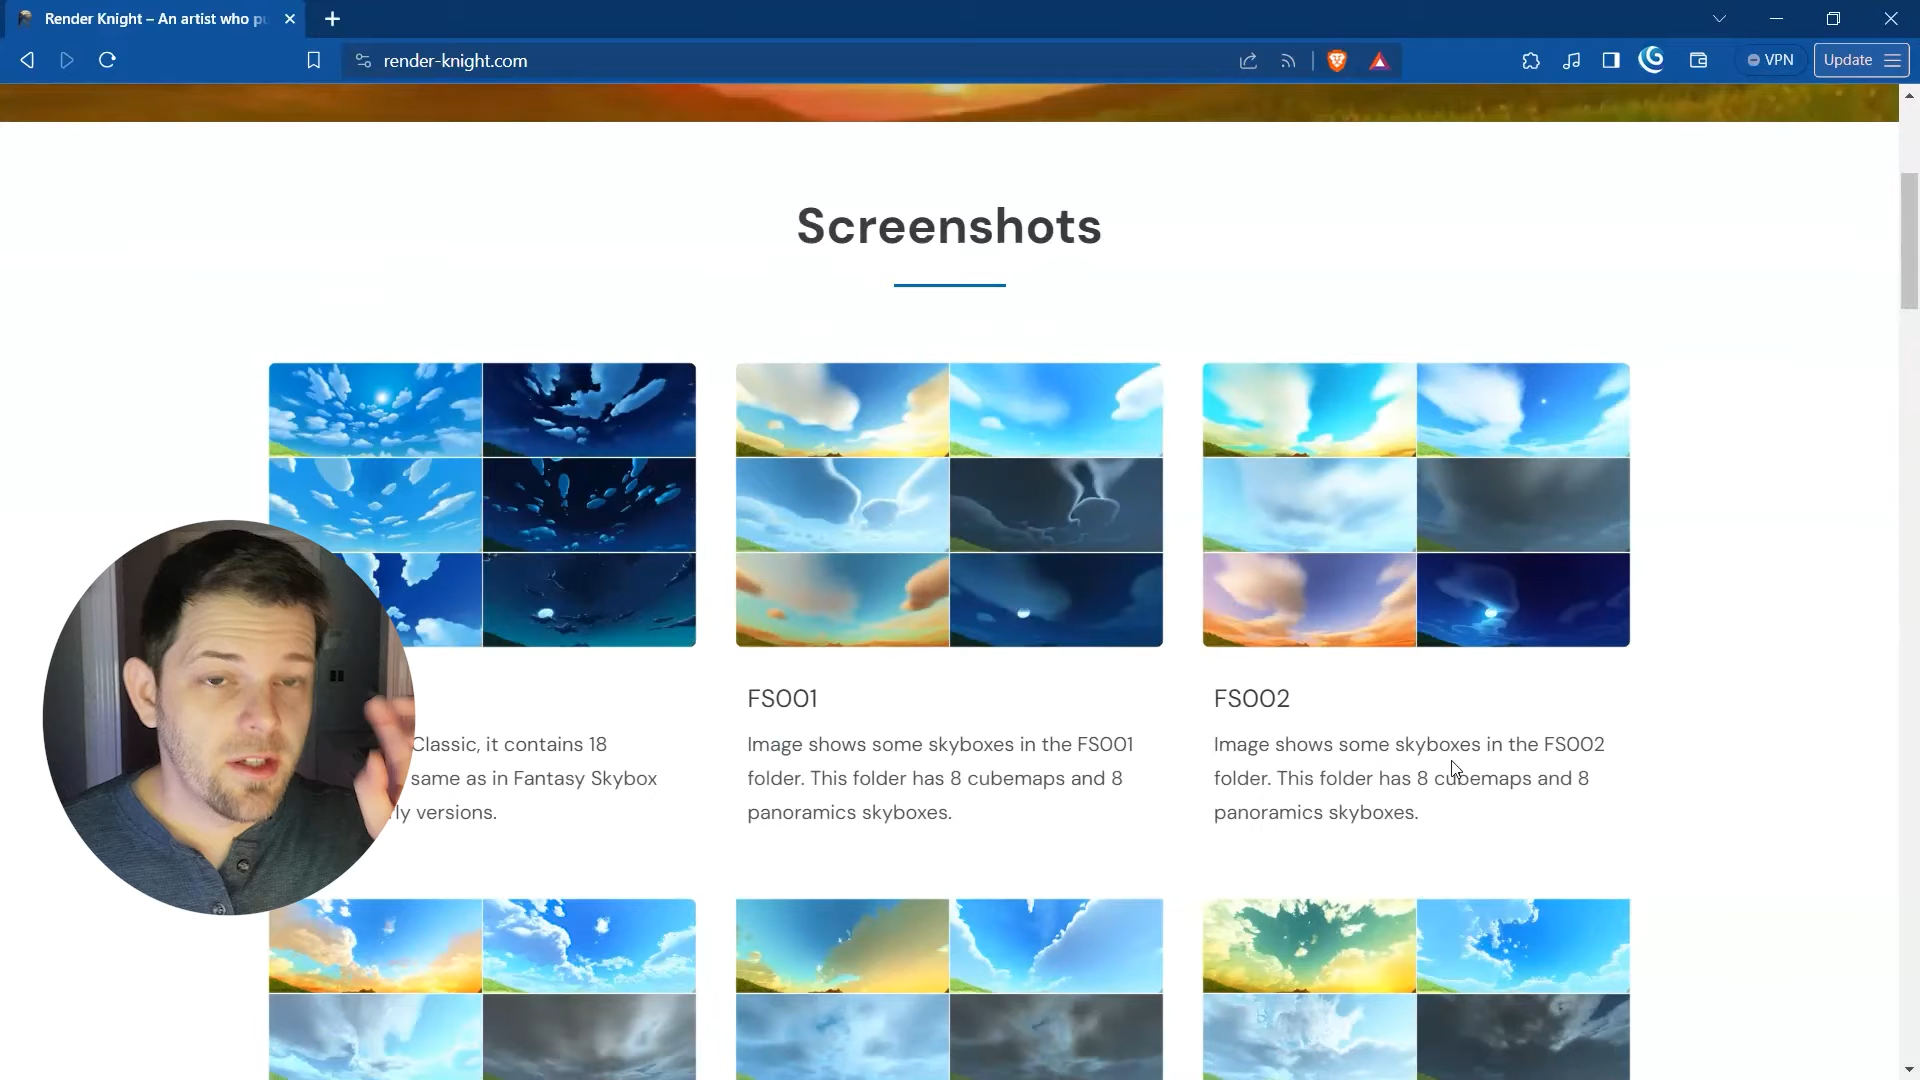 Render Knight – An artist who pu
render-knight.com
VPN
Update
Screenshots
FS001
FS002
Classic, it contains 18
same as in Fantasy Skybox
ly versions.
Image shows some skyboxes in the FS001
folder. This folder has 8 cubemaps and 8
panoramics skyboxes.
Image shows some skyboxes in the FS002
folder. This folder has 8 cubemaps and 8
panoramics skyboxes.